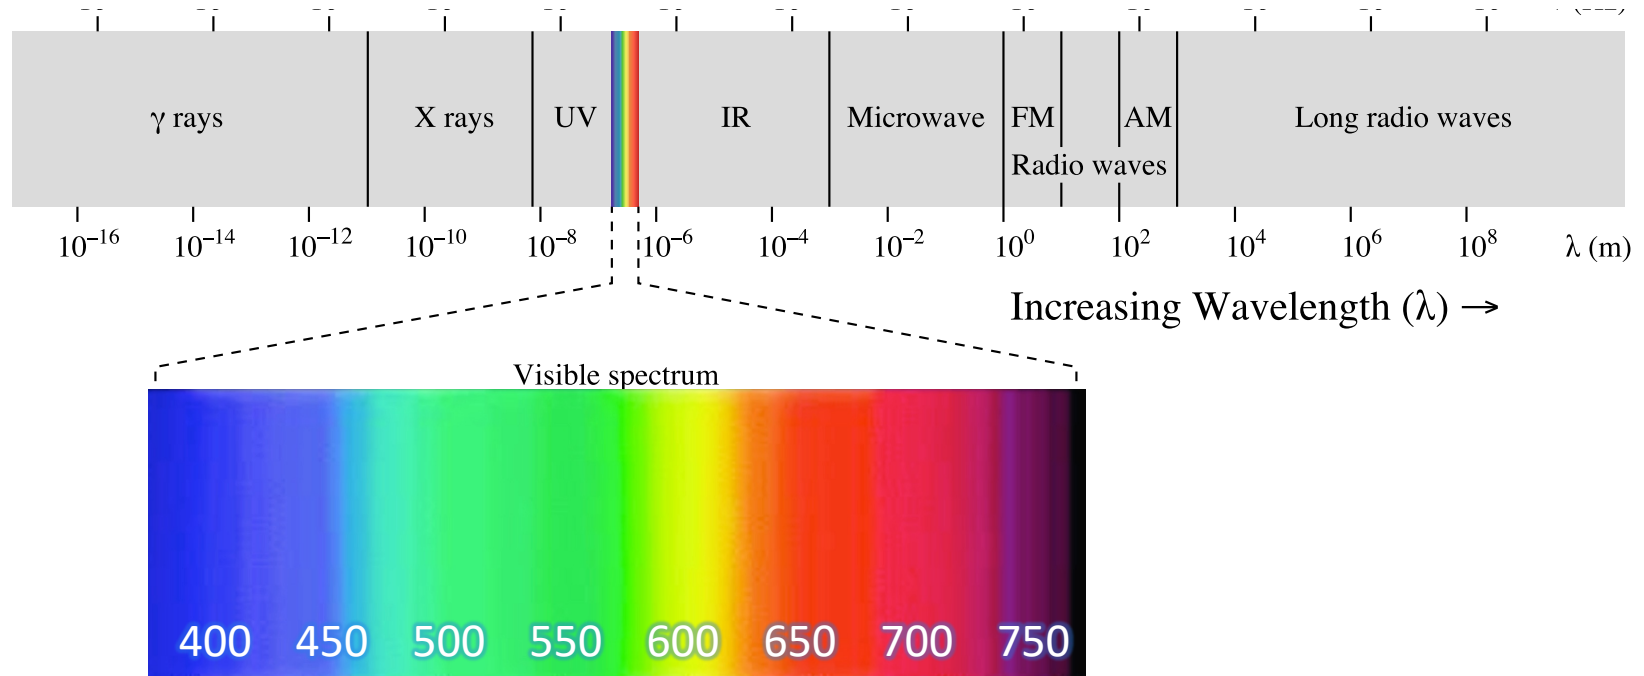 γ rays X rays UV IR Microwave FM AM Long radio waves
Radio waves
10⁻¹⁶ 10⁻¹⁴ 10⁻¹² 10⁻¹⁰ 10⁻⁸ 10⁻⁶ 10⁻⁴ 10⁻² 10⁰ 10² 10⁴ 10⁶ 10⁸ λ (m)
Increasing Wavelength (λ) →
Visible spectrum
400 450 500 550 600 650 700 750